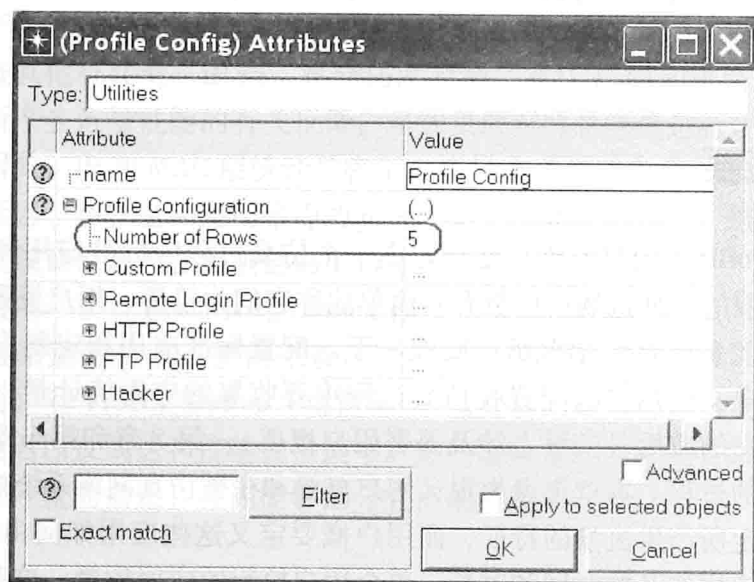 (Profile Config) Attributes
Type: Utilities
Attribute Value
name Profile Config
Profile Configuration (...)
Number of Rows 5
Custom Profile ...
Remote Login Profile ...
HTTP Profile ...
FTP Profile ...
Hacker ...
Advanced
Filter
Apply to selected objects
Exact match
OK Cancel